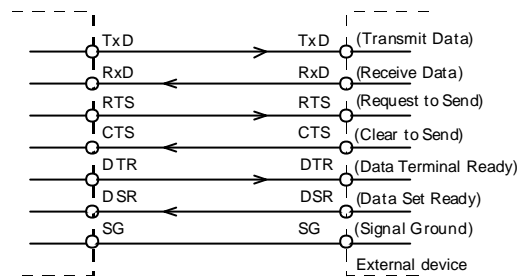 TxD TxD (Transmit Data)
RxD RxD (Receive Data)
RTS RTS (Request to Send)
CTS CTS (Clear to Send)
DTR DTR (Data Terminal Ready)
DSR DSR (Data Set Ready)
SG SG (Signal Ground)
External device